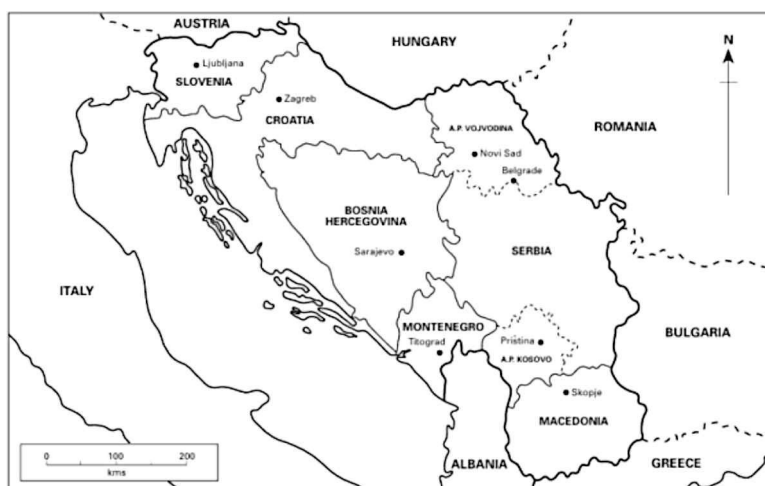 AUSTRIA
HUNGARY
N
Ljubljana
SLOVENIA
Zagreb
CROATIA
A.P. VOJVODINA
ROMANIA
Novi Sad
Belgrade
BOSNIA
HERCEGOVINA
Sarajevo
SERBIA
ITALY
MONTENEGRO
Titograd
Priština
A.P. KOSOVO
BULGARIA
Skopje
MACEDONIA
0 100 200
kms
ALBANIA
GREECE